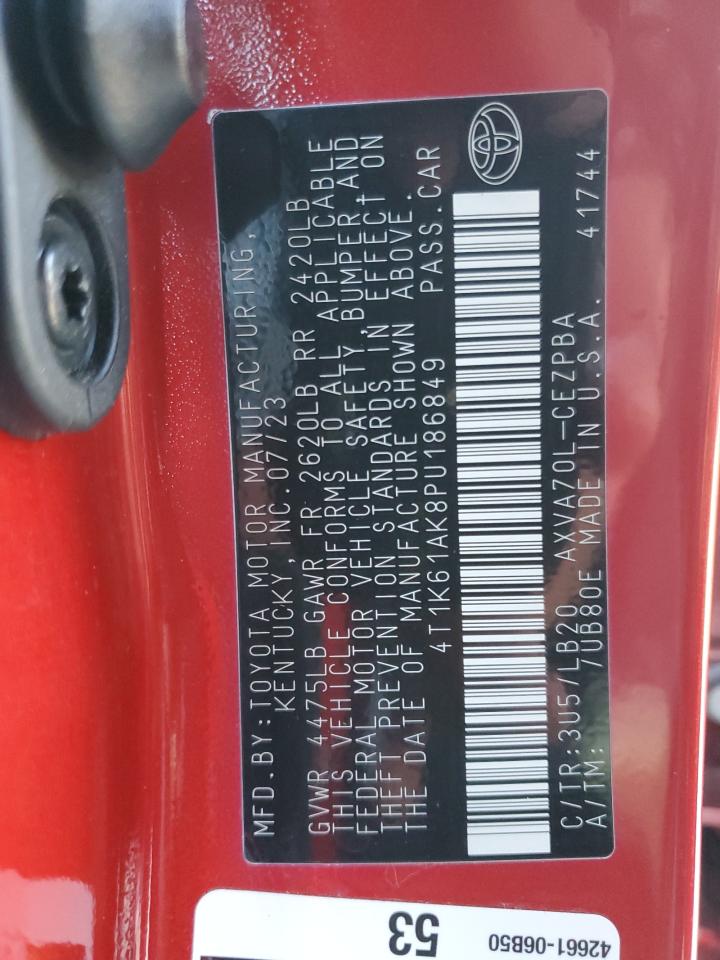 MFD.BY:TOYOTA MOTOR MANUFACTURING,
KENTUCKY, INC. 07/23
GVWR 4475LB GAWR FR 2620LB RR 2420LB
THIS VEHICLE CONFORMS TO ALL APPLICABLE
FEDERAL MOTOR VEHICLE SAFETY, BUMPER, AND
THEFT PREVENTION STANDARDS IN EFFECT ON
THE DATE OF MANUFACTURE SHOWN ABOVE.
4T1K61AK8PU186849 PASS.CAR
C/TR:3U5/LB20 AXVA70L-CEZPBA
A/TM: /UB80E MADE IN U.S.A. 41744
53
42661-06B50